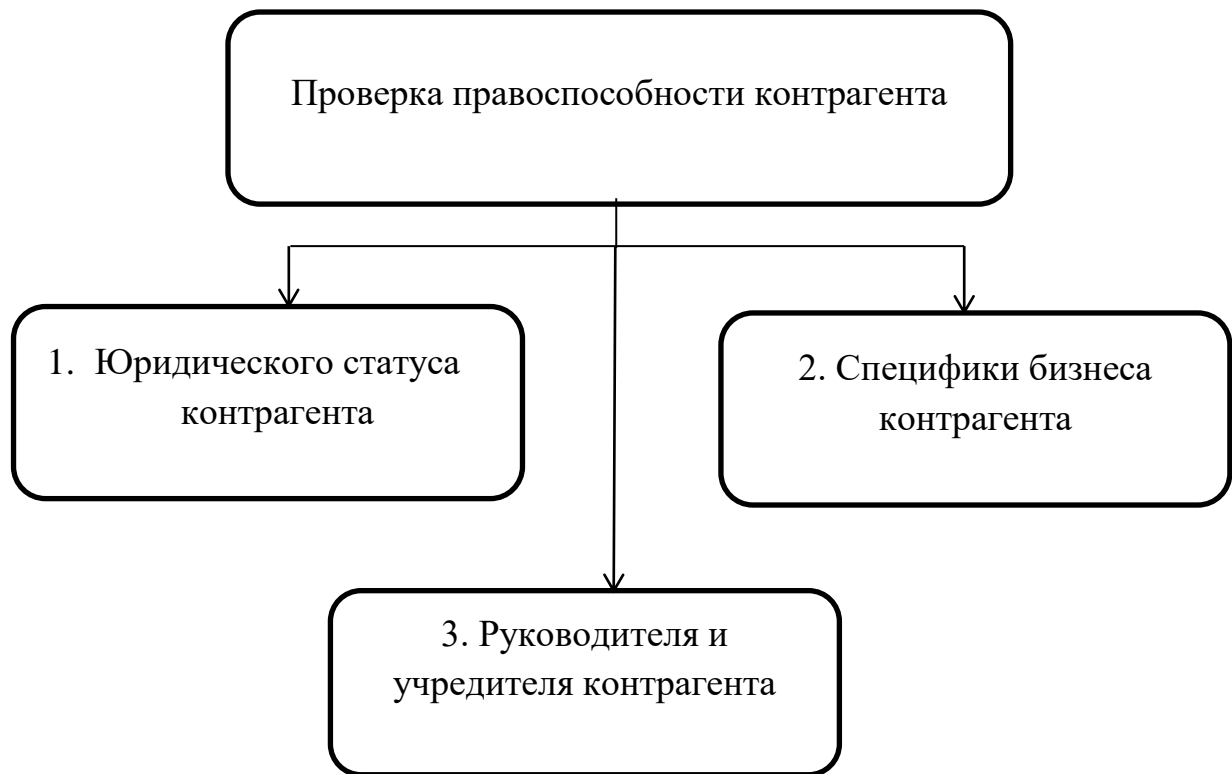 Проверка правоспособности контрагента
1. Юридического статуса
контрагента
2. Специфики бизнеса
контрагента
3. Руководителя и
учредителя контрагента